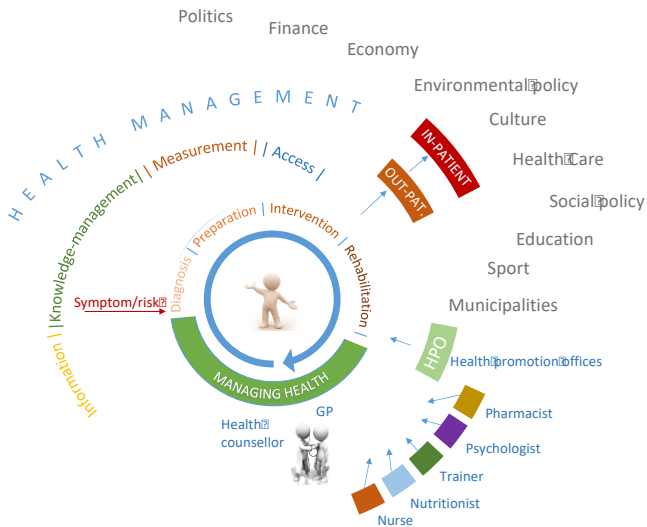 Politics
Finance
Economy
Environmental policy
Culture
Health Care
Social policy
Education
Sport
Municipalities
HEALTH MANAGEMENT
Information | |Knowledge-management| |Measurement | |Access |
IN-PATIENT
OUT-PAT.
Diagnosis |Preparation |Intervention |Rehabilitation |
Symptom/risk
MANAGING HEALTH
HPO
Health promotion offices
GP
Health
counsellor
Pharmacist
Psychologist
Trainer
Nutritionist
Nurse